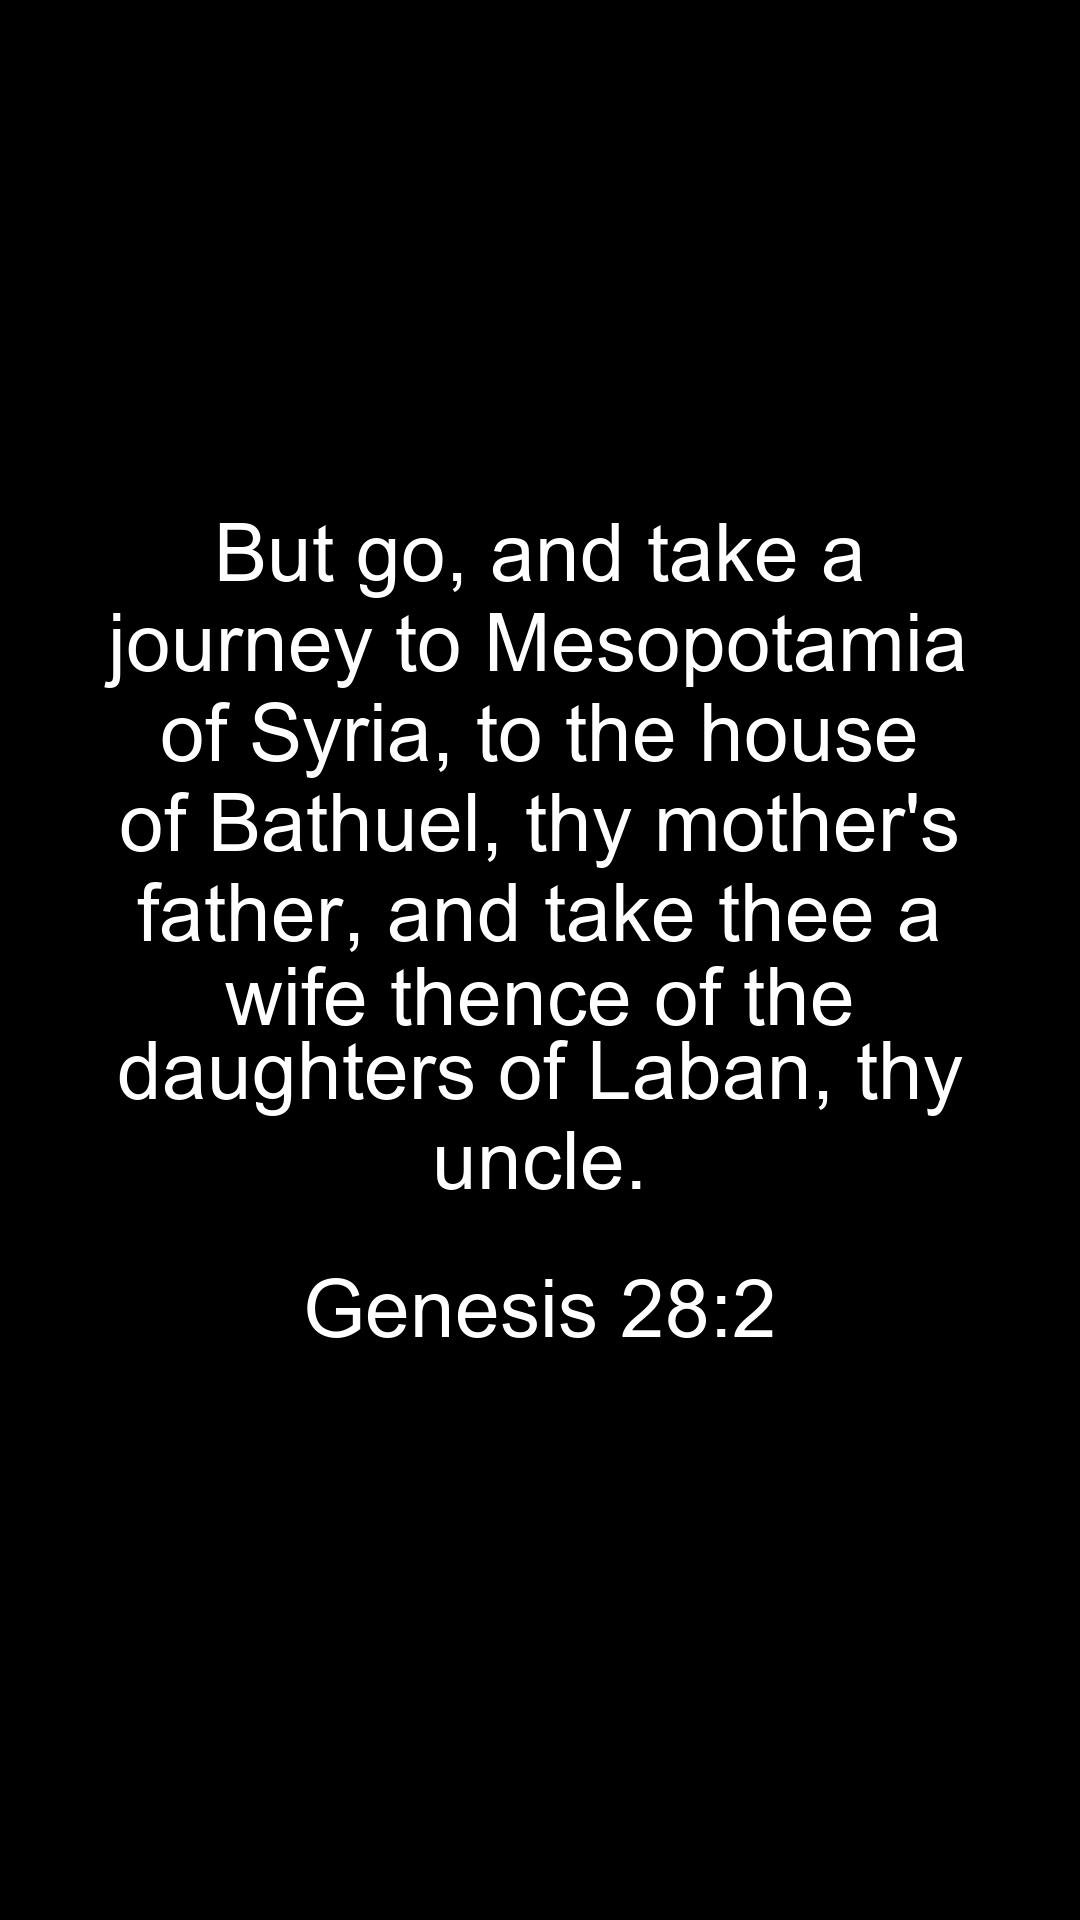 But go, and take a
journey to Mesopotamia
of Syria, to the house
of Bathuel, thy mother's
father, and take thee a
wife thence of the
daughters of Laban, thy
uncle.
Genesis 28:2